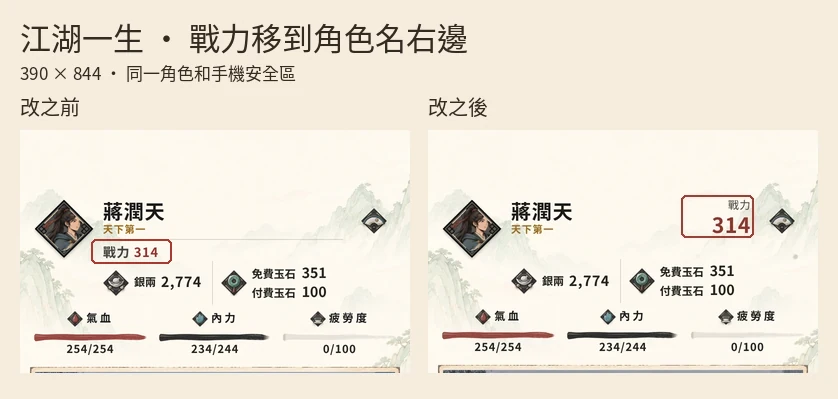 江湖一生 · 戰力移到角色名右邊
390 × 844 · 同一角色和手機安全區
改之前
蔣潤天
天下第一
戰力 314
銀兩 2,774
免費玉石 351
付費玉石 100
氣血
內力
疲勞度
254/254
234/244
0/100
改之後
蔣潤天
天下第一
戰力
314
銀兩 2,774
免費玉石 351
付費玉石 100
氣血
內力
疲勞度
254/254
234/244
0/100